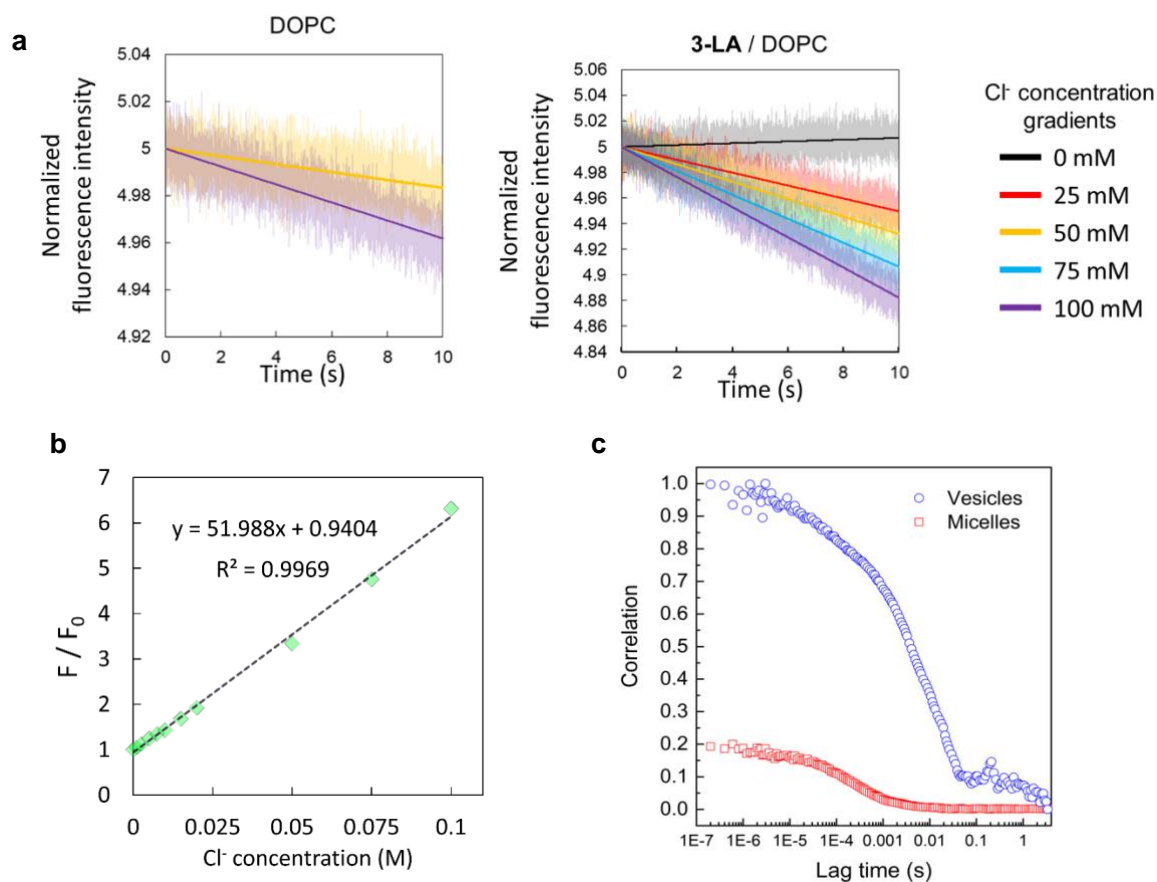 a
DOPC
Normalized
fluorescence intensity
5.04
5.02
5
4.98
4.96
4.94
4.92
0 2 4 6 8 10
Time (s)
3-LA / DOPC
Normalized
fluorescence intensity
5.06
5.04
5.02
5
4.98
4.96
4.94
4.92
4.9
4.88
4.86
4.84
0 2 4 6 8 10
Time (s)
Cl- concentration
gradients
0 mM
25 mM
50 mM
75 mM
100 mM
b
F / F0
7
6
5
4
3
2
1
0
y = 51.988x + 0.9404
R² = 0.9969
0 0.025 0.05 0.075 0.1
Cl- concentration (M)
c
Correlation
1.0
0.9
0.8
0.7
0.6
0.5
0.4
0.3
0.2
0.1
0.0
Vesicles
Micelles
1E-7 1E-6 1E-5 1E-4 0.001 0.01 0.1 1
Lag time (s)